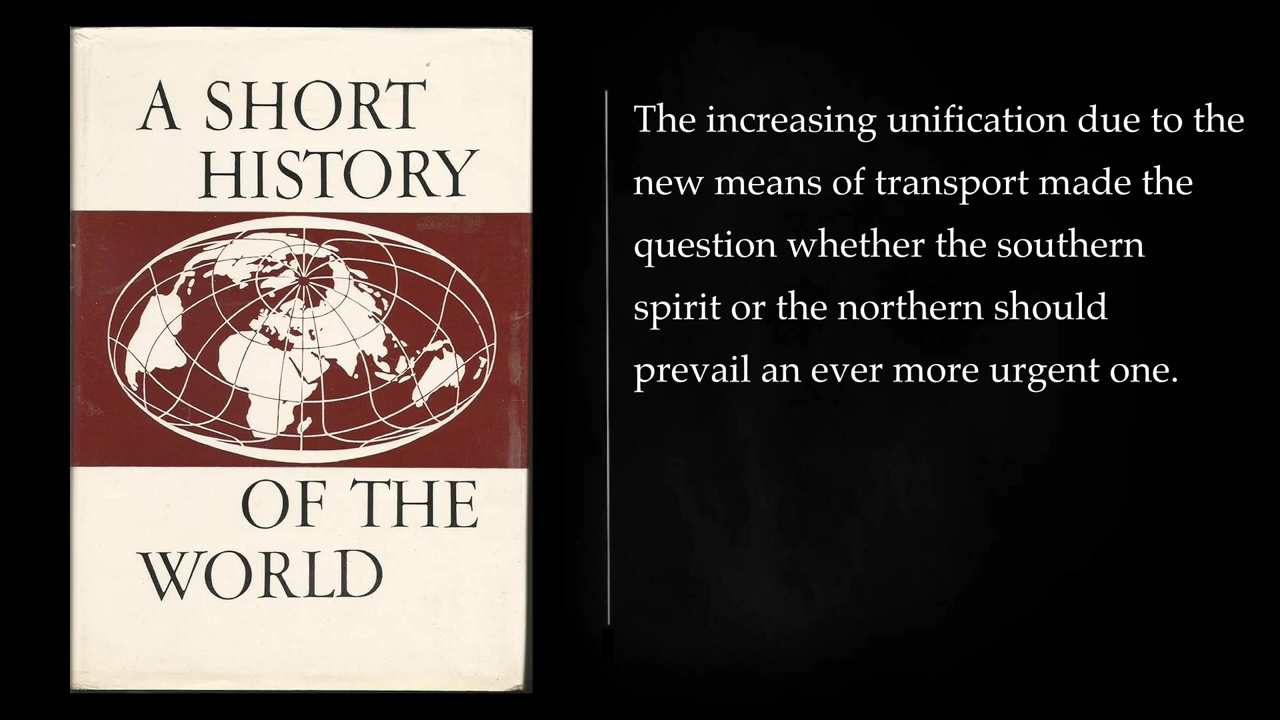 A SHORT
HISTORY
OF THE
WORLD
The increasing unification due to the
new means of transport made the
question whether the southern
spirit or the northern should
prevail an ever more urgent one.